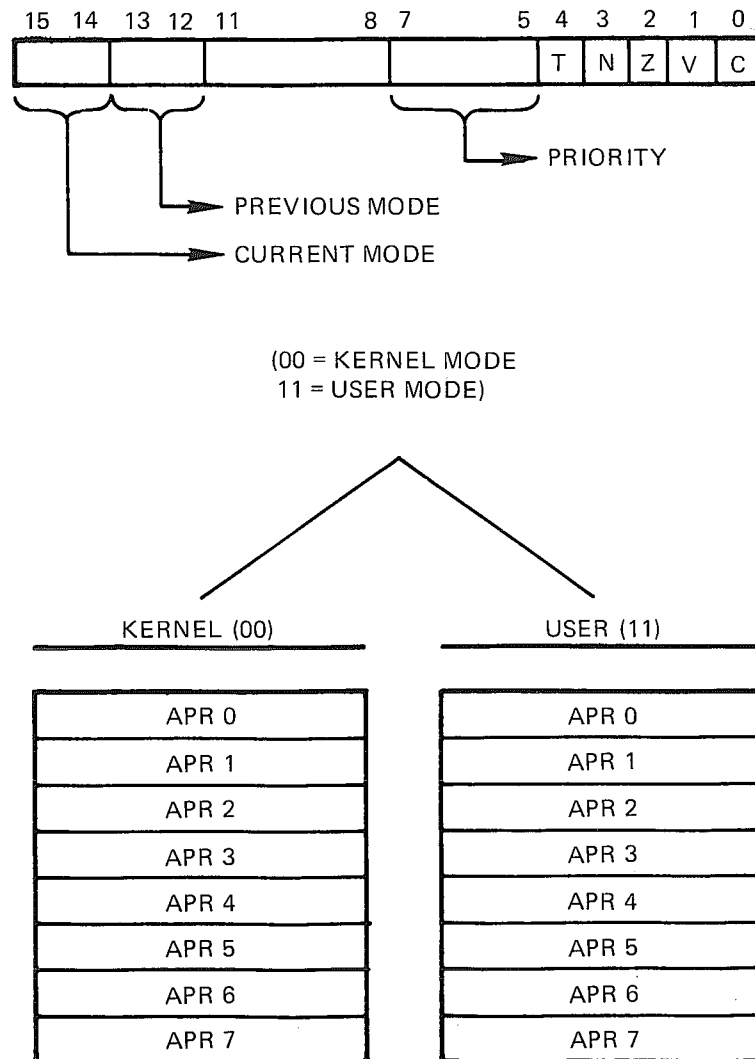 15 14 13 12 11 8 7 5 4 3 2 1 0
T N Z V C
PRIORITY
PREVIOUS MODE
CURRENT MODE
(00 = KERNEL MODE
11 = USER MODE)
KERNEL (00) USER (11)
APR 0 APR 0
APR 1 APR 1
APR 2 APR 2
APR 3 APR 3
APR 4 APR 4
APR 5 APR 5
APR 6 APR 6
APR 7 APR 7